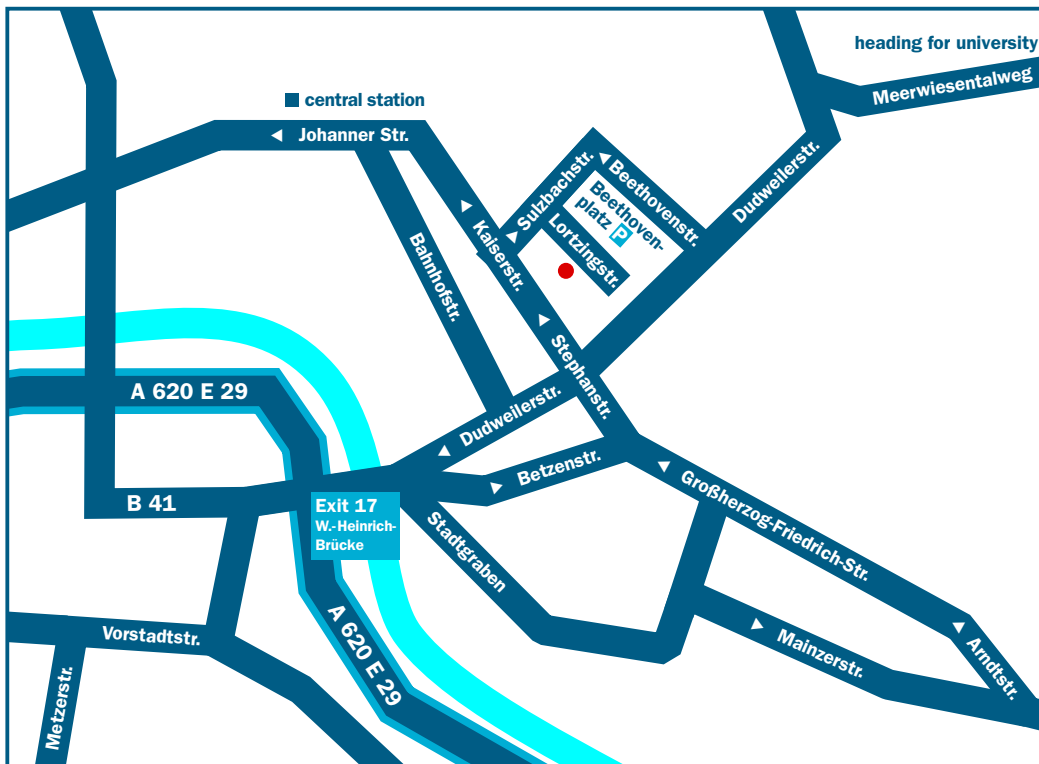 heading for university
Meerwiesentalweg
central station
Johanner Str.
Dudweilerstr.
Sulzbachstr.
Beethovenstr.
Beethoven-
platz P
Lortzingstr.
Kaiserstr.
Bahnhofstr.
Stephanstr.
A 620 E 29
Dudweilerstr.
Betzenstr.
B 41
Exit 17
W.-Heinrich-
Brücke
Stadtgraben
Großherzog-Friedrich-Str.
A 620 E 29
Vorstadtstr.
Mainzerstr.
Arndtstr.
Metzerstr.